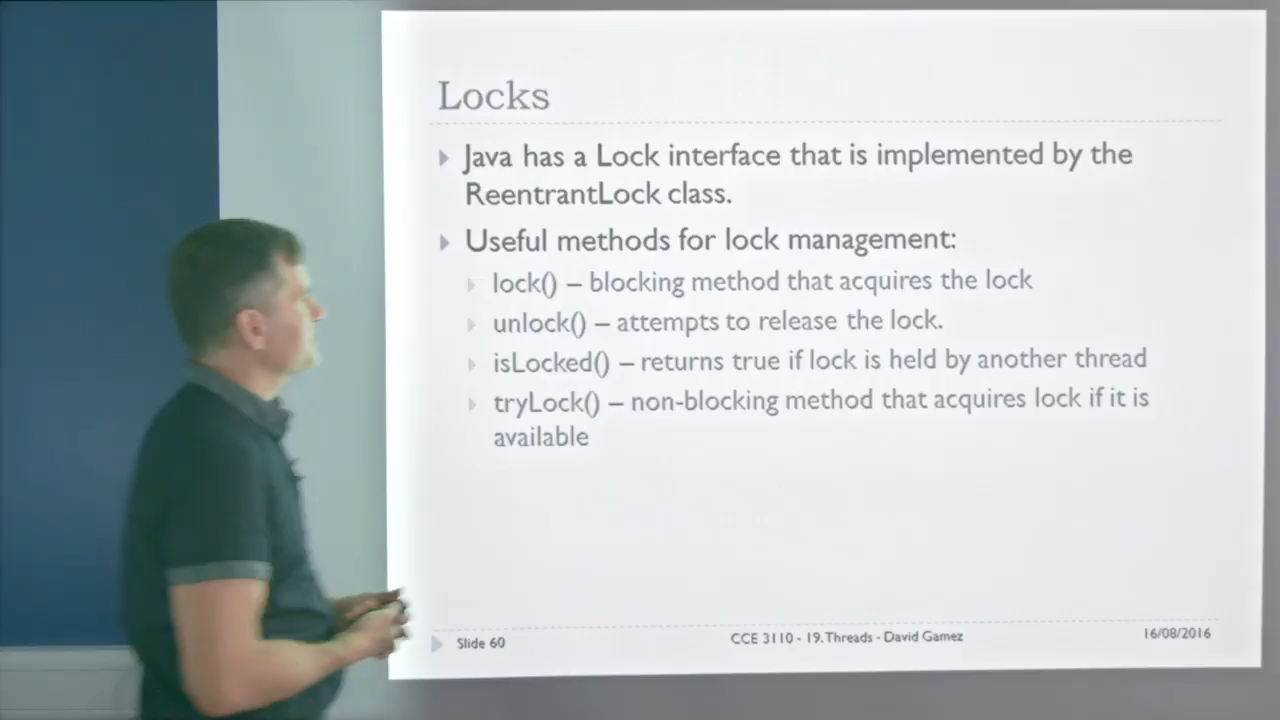 Locks
Java has a Lock interface that is implemented by the
ReentrantLock class.
Useful methods for lock management:
lock() – blocking method that acquires the lock
unlock() – attempts to release the lock.
isLocked() – returns true if lock is held by another thread
tryLock() – non-blocking method that acquires lock if it is
available
Slide 60
CCE 3110 - 19.Threads - David Gamez
16/08/2016